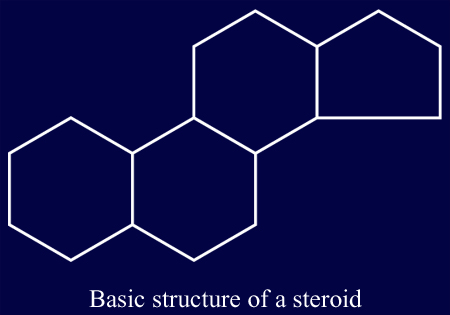 Basic structure of a steroid